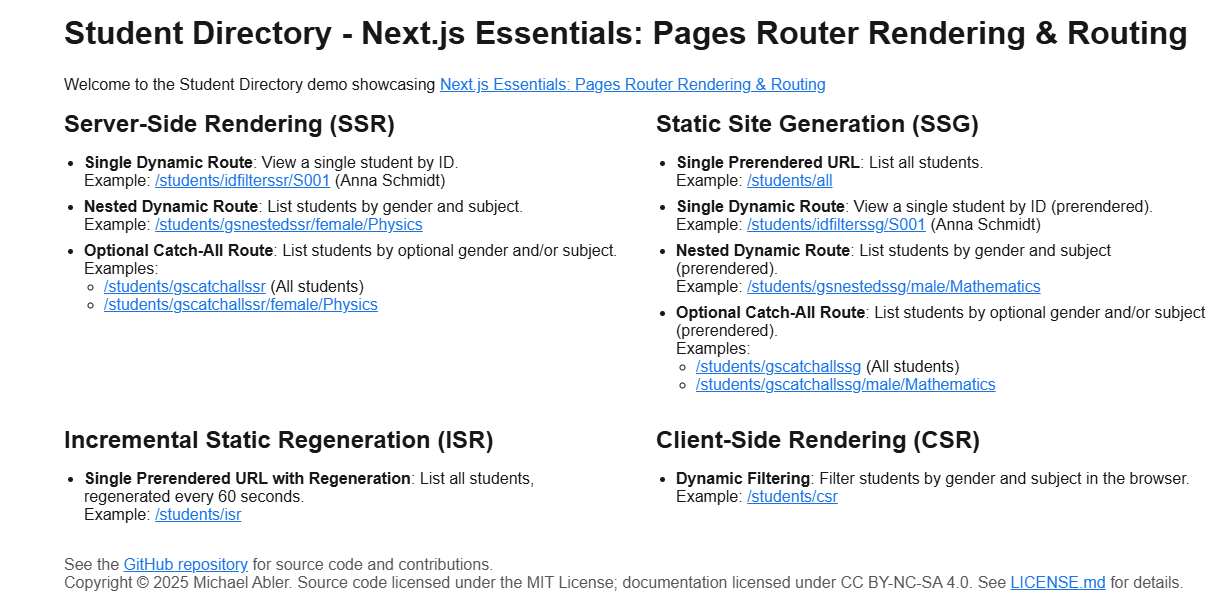 Student Directory - Next.js Essentials: Pages Router Rendering & Routing
Welcome to the Student Directory demo showcasing Next.js Essentials: Pages Router Rendering & Routing
Server-Side Rendering (SSR)
Single Dynamic Route: View a single student by ID.
Example: /students/idfilterssr/S001 (Anna Schmidt)
Nested Dynamic Route: List students by gender and subject.
Example: /students/gsnestedssr/female/Physics
Optional Catch-All Route: List students by optional gender and/or subject.
Examples:
/students/gscatchallssr (All students)
/students/gscatchallssr/female/Physics
Static Site Generation (SSG)
Single Prerendered URL: List all students.
Example: /students/all
Single Dynamic Route: View a single student by ID (prerendered).
Example: /students/idfilterssg/S001 (Anna Schmidt)
Nested Dynamic Route: List students by gender and subject
(prerendered).
Example: /students/gsnestedssg/male/Mathematics
Optional Catch-All Route: List students by optional gender and/or subject
(prerendered).
Examples:
/students/gscatchallssg (All students)
/students/gscatchallssg/male/Mathematics
Incremental Static Regeneration (ISR)
Single Prerendered URL with Regeneration: List all students,
regenerated every 60 seconds.
Example: /students/isr
Client-Side Rendering (CSR)
Dynamic Filtering: Filter students by gender and subject in the browser.
Example: /students/csr
See the GitHub repository for source code and contributions.
Copyright © 2025 Michael Abler. Source code licensed under the MIT License; documentation licensed under CC BY-NC-SA 4.0. See LICENSE.md for details.